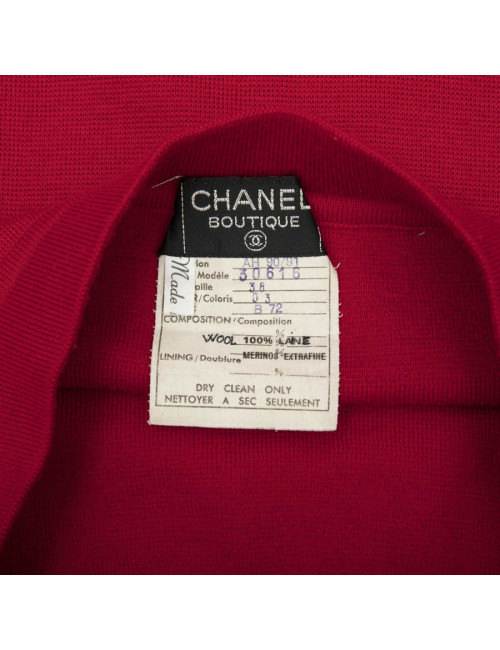 CHANEL
BOUTIQUE
Made
ion AH 90/91
Modèle 30616
aille 38
R/Coloris 03
B 72
COMPOSITION/Composition
%
WOOL 100% LAINE
%
LINING/Doublure MERINOS EXTRAFINE
%
DRY CLEAN ONLY
NETTOYER A SEC SEULEMENT